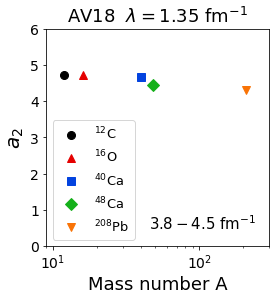 AV18 λ = 1.35 fm⁻¹
6
5
4
3
2
1
0
a₂
¹²C
¹⁶O
⁴⁰Ca
⁴⁸Ca
²⁰⁸Pb
3.8 − 4.5 fm⁻¹
10¹ 10²
Mass number A